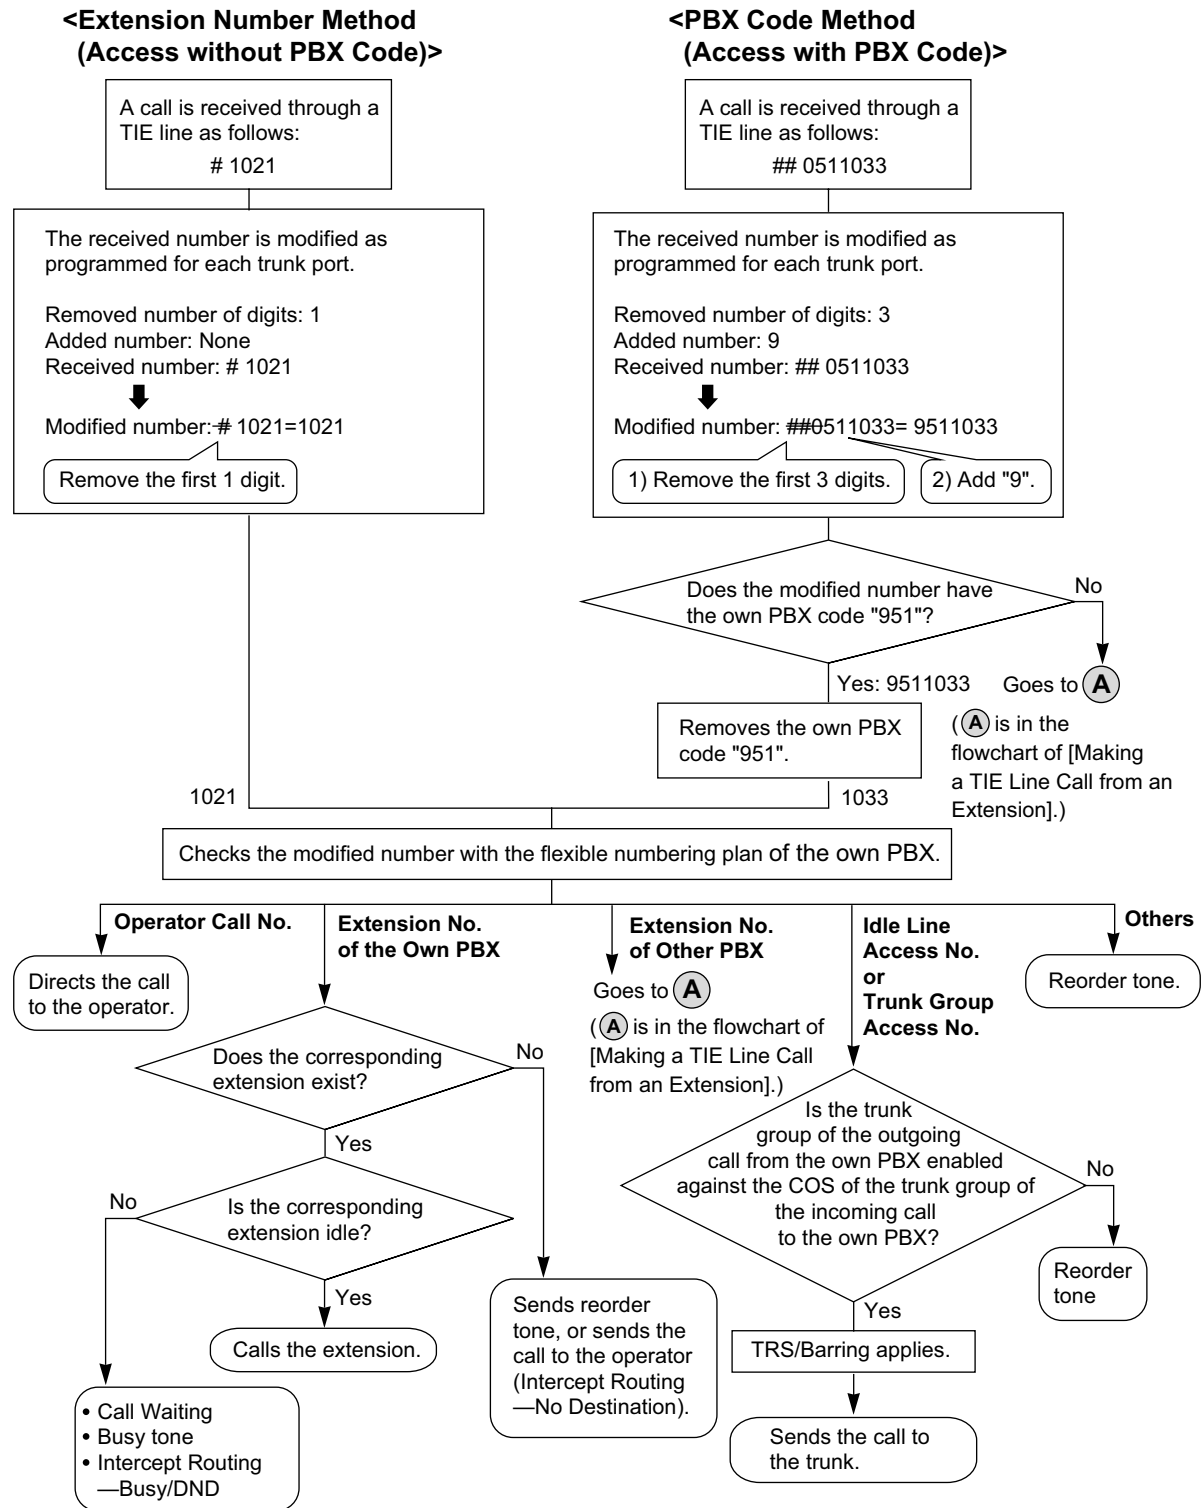 <Extension Number Method
(Access without PBX Code)>
<PBX Code Method
(Access with PBX Code)>
A call is received through a
TIE line as follows:
# 1021
A call is received through a
TIE line as follows:
## 0511033
The received number is modified as
programmed for each trunk port.
Removed number of digits: 1
Added number: None
Received number: # 1021
Modified number: # 1021=1021
Remove the first 1 digit.
The received number is modified as
programmed for each trunk port.
Removed number of digits: 3
Added number: 9
Received number: ## 0511033
Modified number: ##0511033= 9511033
1) Remove the first 3 digits.
2) Add "9".
Does the modified number have
the own PBX code "951"?
No
Yes: 9511033
Goes to A
(A is in the
flowchart of [Making
a TIE Line Call from an
Extension].)
Removes the own PBX
code "951".
1021
1033
Checks the modified number with the flexible numbering plan of the own PBX.
Operator Call No.
Directs the call
to the operator.
Extension No.
of the Own PBX
Extension No.
of Other PBX
Goes to A
(A is in the flowchart of
[Making a TIE Line Call
from an Extension].)
Idle Line
Access No.
or
Trunk Group
Access No.
Others
Reorder tone.
Does the corresponding
extension exist?
No
Yes
Is the corresponding
extension idle?
No
Yes
Calls the extension.
• Call Waiting
• Busy tone
• Intercept Routing
—Busy/DND
Sends reorder
tone, or sends the
call to the operator
(Intercept Routing
—No Destination).
Is the trunk
group of the outgoing
call from the own PBX enabled
against the COS of the trunk group of
the incoming call
to the own PBX?
No
Reorder
tone
Yes
TRS/Barring applies.
Sends the call to
the trunk.